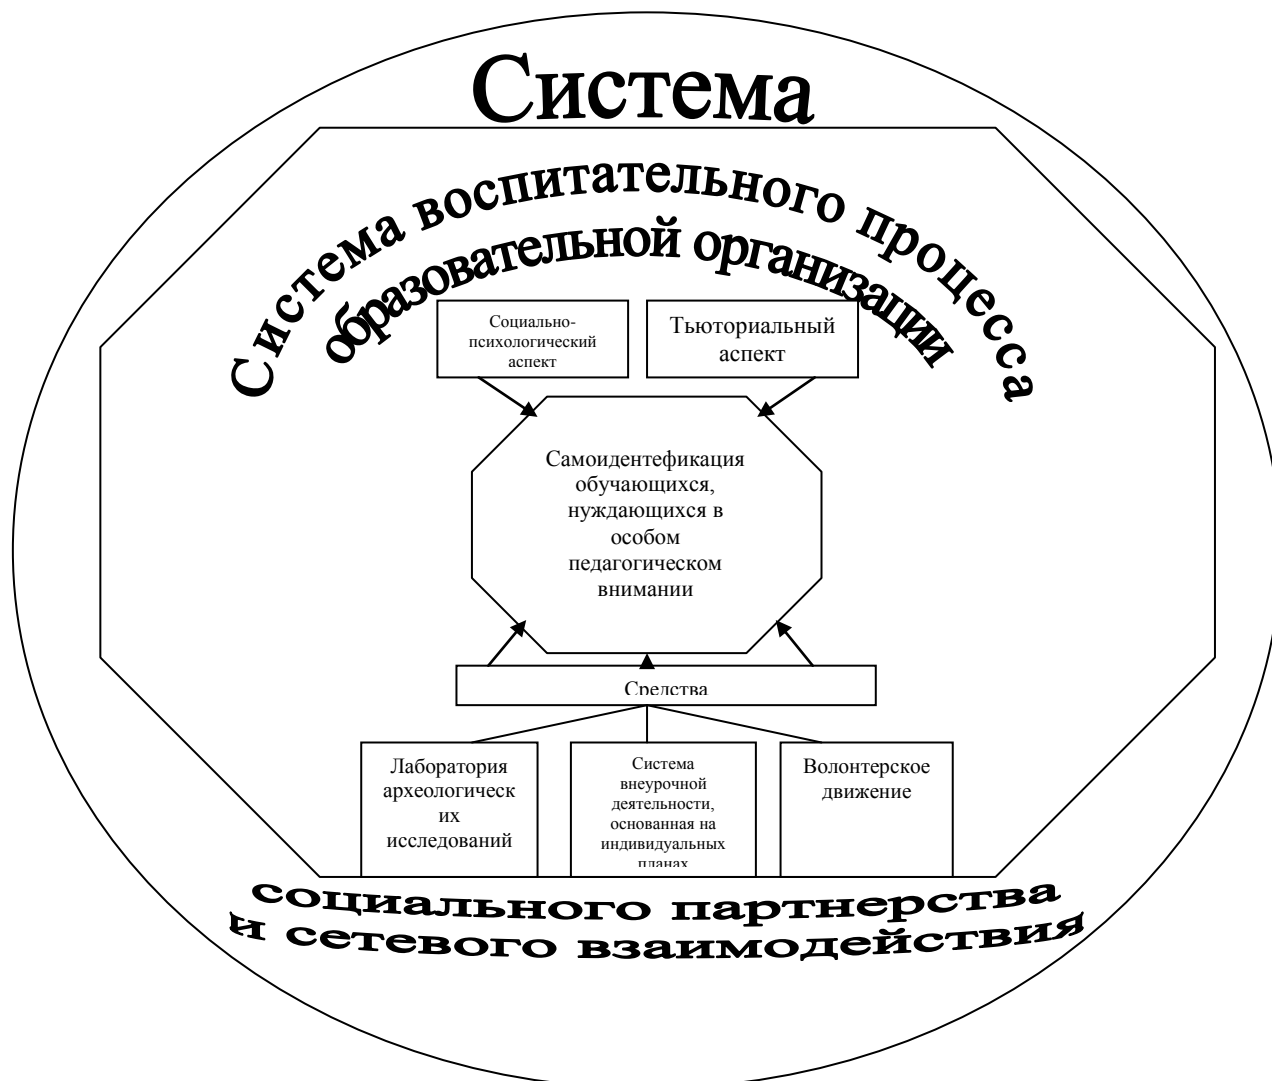 Система
Система воспитательного процесса
образовательной организации
Социально-
психологический
аспект
Тьюториальный
аспект
Самоидентефикация
обучающихся,
нуждающихся в
особом
педагогическом
внимании
Средства
Лаборатория
археологическ
их
исследований
Система
внеурочной
деятельности,
основанная на
индивидуальных
планах
Волонтерское
движение
социального партнерства
и сетевого взаимодействия